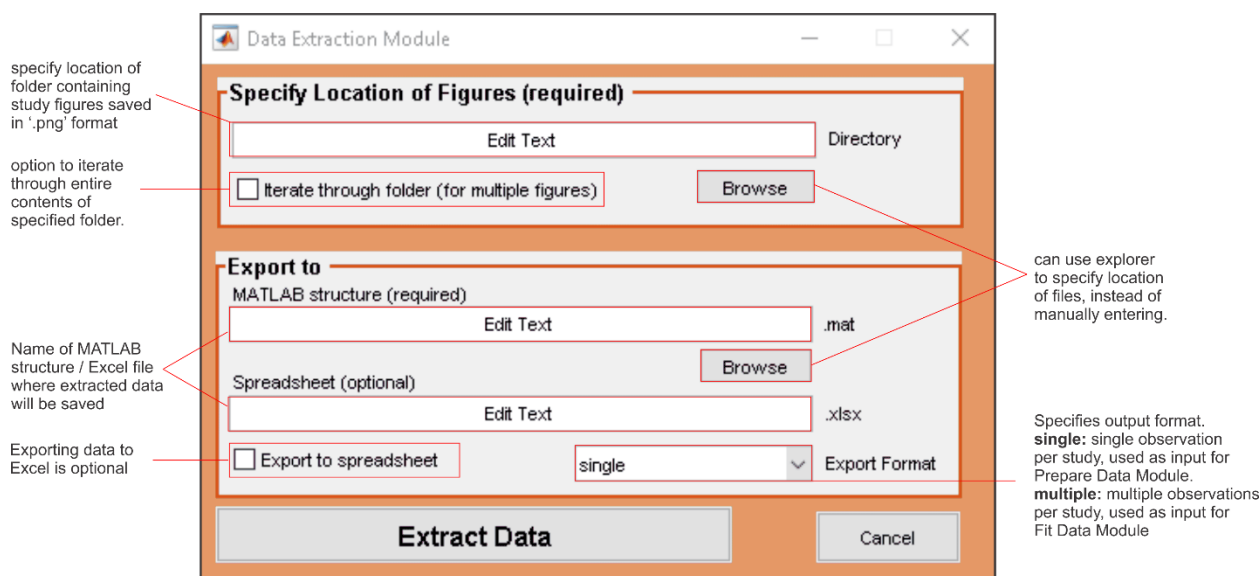 Data Extraction Module
specify location of
folder containing
study figures saved
in ‘.png’ format
Specify Location of Figures (required)
Edit Text
Directory
option to iterate
through entire
contents of
specified folder.
Iterate through folder (for multiple figures)
Browse
can use explorer
to specify location
of files, instead of
manually entering.
Export to
MATLAB structure (required)
Edit Text
.mat
Browse
Name of MATLAB
structure / Excel file
where extracted data
will be saved
Spreadsheet (optional)
Edit Text
.xlsx
Exporting data to
Excel is optional
Export to spreadsheet
single
Export Format
Specifies output format.
single: single observation
per study, used as input for
Prepare Data Module.
multiple: multiple observations
per study, used as input for
Fit Data Module
Extract Data
Cancel